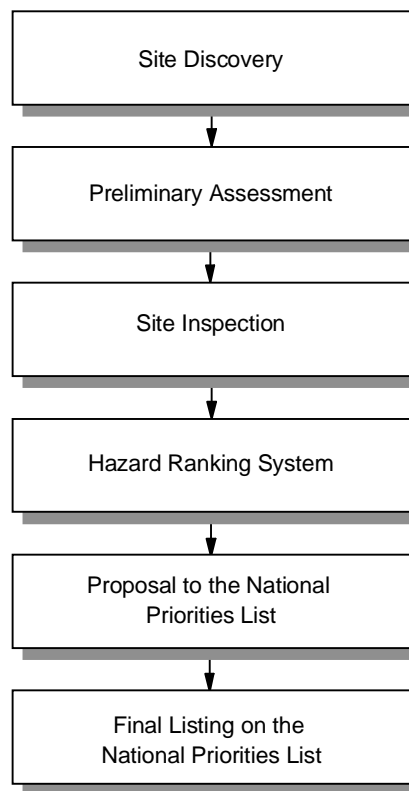 Site Discovery
Preliminary Assessment
Site Inspection
Hazard Ranking System
Proposal to the National
Priorities List
Final Listing on the
National Priorities List